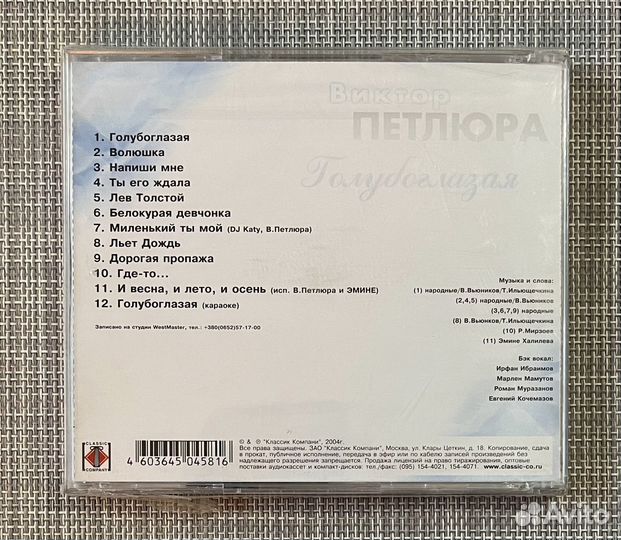 Виктор
ПЕТЛЮРА
Голубоглазая
1. Голубоглазая
2. Волюшка
3. Напиши мне
4. Ты его ждала
5. Лев Толстой
6. Белокурая девчонка
7. Миленький ты мой (DJ Katy, В.Петлюра)
8. Льет Дождь
9. Дорогая пропажа
10. Где-то...
11. И весна, и лето, и осень (исп. В.Петлюра и ЭМИНЕ)
12. Голубоглазая (караоке)
Записано на студии WestMaster, тел.: +380(0652)57-17-00
Музыка и слова:
(1) народные/В.Вьюников/Т.Ильющечкина
(2,4,5) народные/В.Вьюников
(3,6,7,9) народные
(8) В.Вьюнков/Т.Ильющечкина
(10) Р.Мирзоев
(11) Эмине Халилева
Бэк вокал:
Ирфан Ибраимов
Марлен Мамутов
Роман Муразанов
Евгений Кочемазов
CLASSIC
COMPANY
4 603645 045816
© & ℗ "Классик Компани", 2004г.
Все права защищены. ЗАО "Классик Компани", Москва, ул. Клары Цеткин, д. 18. Копирование, сдача
в прокат, публичное исполнение, передача в эфир или по кабелю записей произведений без
надлежащего разрешения запрещается. Продажа лицензий на право тиражирования, оптовые
поставки аудиокассет и компакт-дисков: тел./факс: (095) 154-4021, 154-4071. www.classic-co.ru
Avito